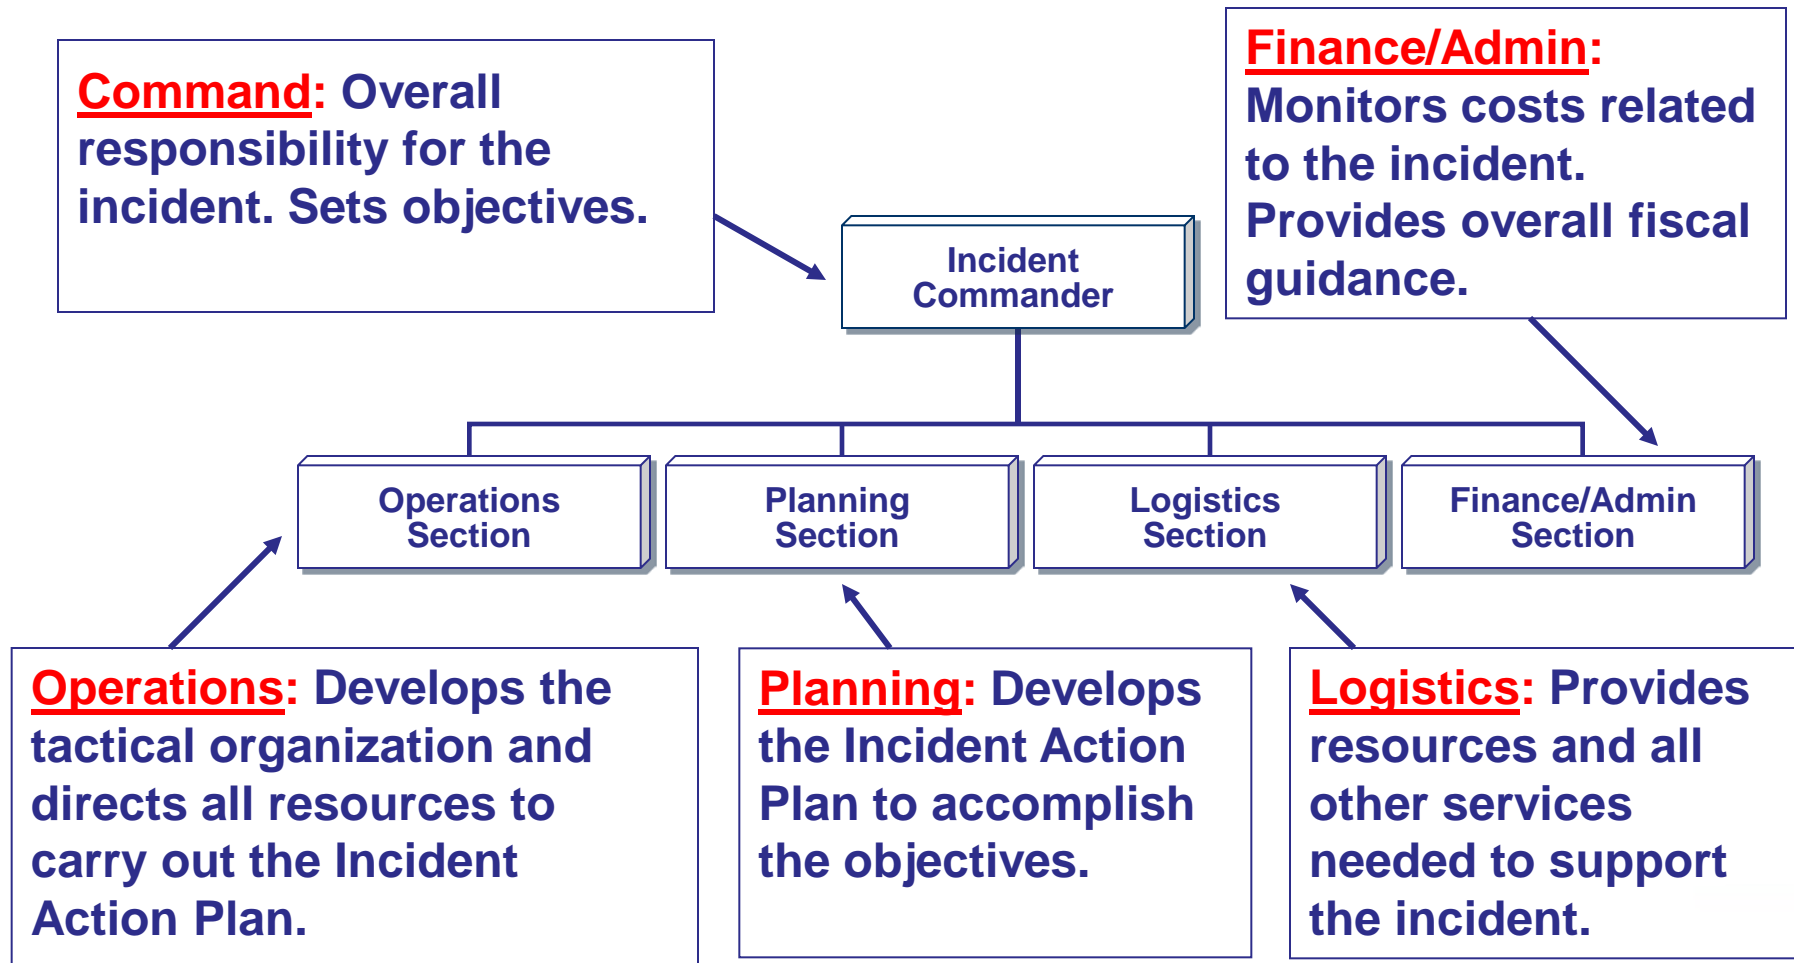 Command: Overall
responsibility for the
incident. Sets objectives.
Finance/Admin:
Monitors costs related
to the incident.
Provides overall fiscal
guidance.
Incident
Commander
Operations
Section
Planning
Section
Logistics
Section
Finance/Admin
Section
Operations: Develops the
tactical organization and
directs all resources to
carry out the Incident
Action Plan.
Planning: Develops
the Incident Action
Plan to accomplish
the objectives.
Logistics: Provides
resources and all
other services
needed to support
the incident.